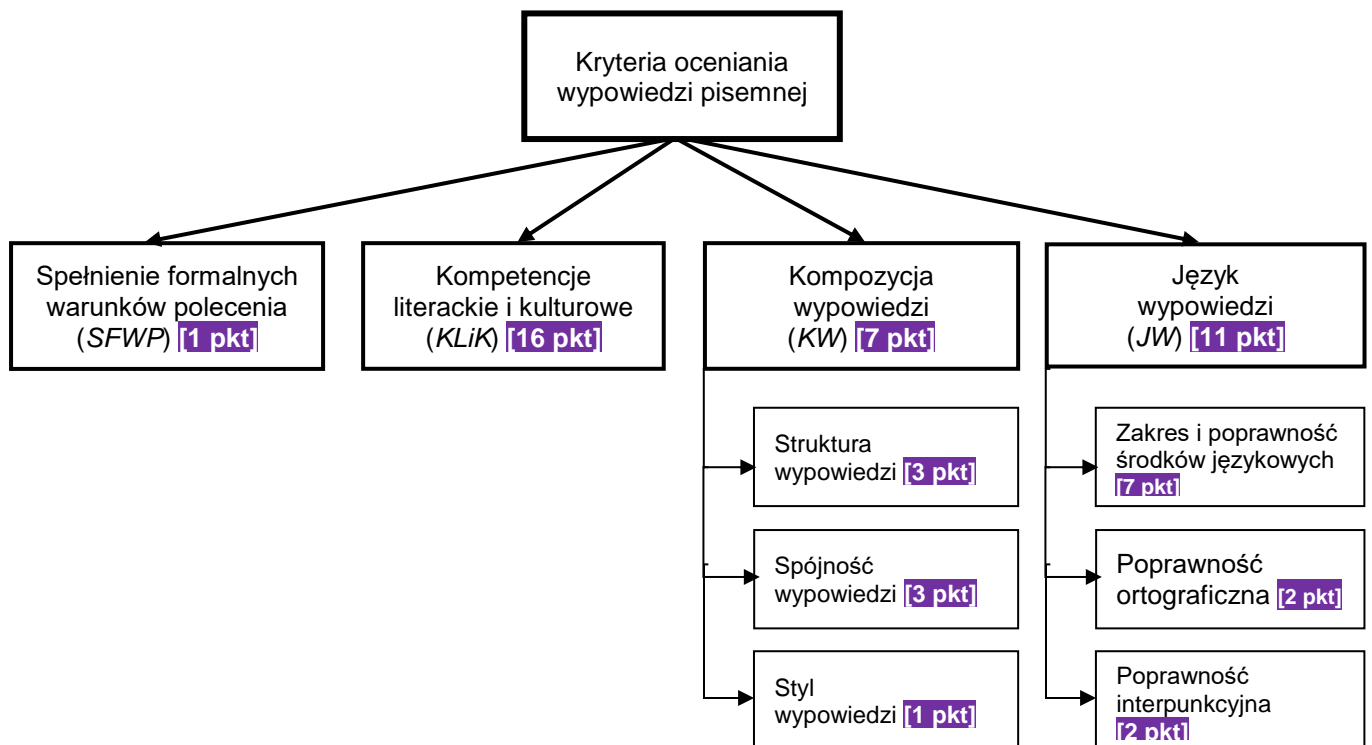 Kryteria oceniania
wypowiedzi pisemnej
Spełnienie formalnych
warunków polecenia
(SFWP) [1 pkt]
Kompetencje
literackie i kulturowe
(KLiK) [16 pkt]
Kompozycja
wypowiedzi
(KW) [7 pkt]
Język
wypowiedzi
(JW) [11 pkt]
Struktura
wypowiedzi [3 pkt]
Spójność
wypowiedzi [3 pkt]
Styl
wypowiedzi [1 pkt]
Zakres i poprawność
środków językowych
[7 pkt]
Poprawność
ortograficzna [2 pkt]
Poprawność
interpunkcyjna
[2 pkt]